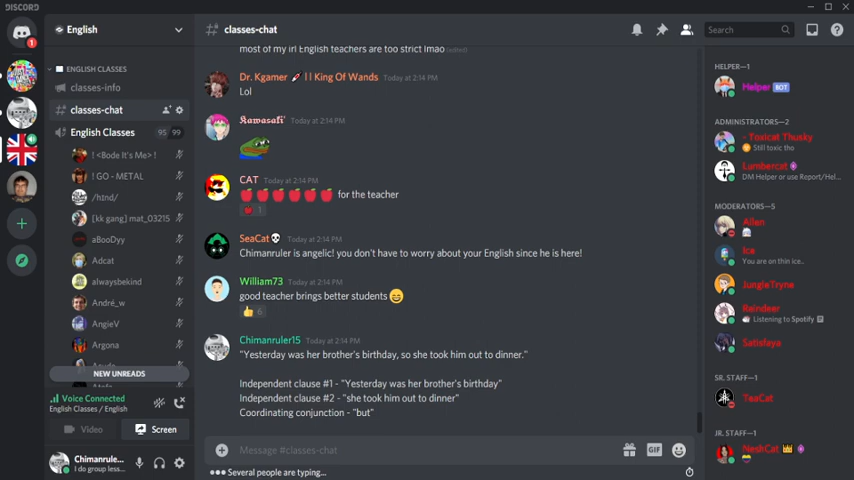 DISCORD
1
English
ENGLISH CLASSES
classes-info
classes-chat
English Classes 95 99
! <Bode It's Me> !
! GO - METAL
/hɪnd/
[kk gang] mat_03215
aBooDyy
Adcat
alwaysbekind
André_w
AngieV
Argona
NEW UNREADS
Voice Connected
English Classes / English
Video
Screen
Chimanrule...
I do group less...
classes-chat
Search
most of my irl English teachers are too strict lmao (edited)
Dr. Kgamer | | King Of Wands Today at 2:14 PM
Lol
Kawasaki Today at 2:14 PM
CAT Today at 2:14 PM
for the teacher
1
SeaCat Today at 2:14 PM
Chimanruler is angelic! you don't have to worry about your English since he is here!
William73 Today at 2:14 PM
good teacher brings better students
6
Chimanruler15 Today at 2:14 PM
"Yesterday was her brother's birthday, so she took him out to dinner."
Independent clause #1 - "Yesterday was her brother's birthday"
Independent clause #2 - "she took him out to dinner"
Coordinating conjunction - "but"
Message #classes-chat
GIF
Several people are typing...
HELPER—1
Helper BOT
ADMINISTRATORS—2
Toatcat Thusky
Still toxic tho
Lumbercat
DM Helper or use Report/Hel...
MODERATORS—5
Allen
Ice
You are on thin ice..
JungleTryne
Reindeer
Listening to Spotify
Satisfaya
SR. STAFF—1
TeaCat
JR. STAFF—1
NeshCat